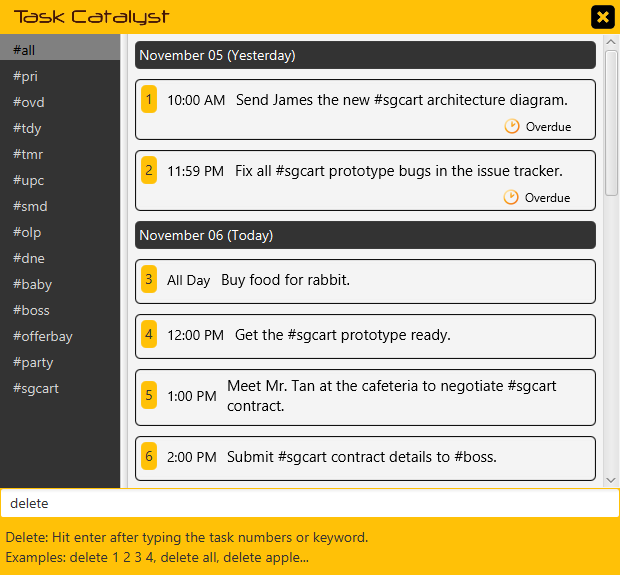 Task Catalyst
#all
#pri
#ovd
#tdy
#tmr
#upc
#smd
#olp
#dne
#baby
#boss
#offerbay
#party
#sgcart
November 05 (Yesterday)
1 10:00 AM Send James the new #sgcart architecture diagram.
Overdue
2 11:59 PM Fix all #sgcart prototype bugs in the issue tracker.
Overdue
November 06 (Today)
3 All Day Buy food for rabbit.
4 12:00 PM Get the #sgcart prototype ready.
5 1:00 PM Meet Mr. Tan at the cafeteria to negotiate #sgcart
contract.
6 2:00 PM Submit #sgcart contract details to #boss.
delete
Delete: Hit enter after typing the task numbers or keyword.
Examples: delete 1 2 3 4, delete all, delete apple...